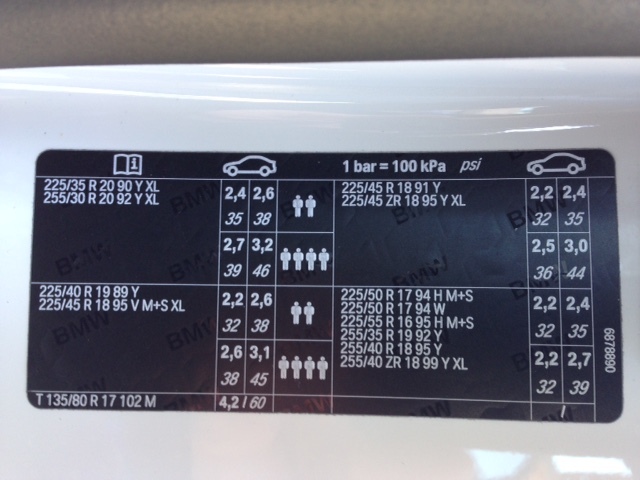 1 bar = 100 kPa psi
225/35 R 20 90 Y XL
255/30 R 20 92 Y XL
2,4 2,6
35 38
2,7 3,2
39 46
225/45 R 18 91 Y
225/45 ZR 18 95 Y XL
2,2 2,4
32 35
2,5 3,0
36 44
225/40 R 19 89 Y
225/45 R 18 95 V M+S XL
2,2 2,6
32 38
2,6 3,1
38 45
225/50 R 17 94 H M+S
225/50 R 17 94 W
225/55 R 16 95 H M+S
255/35 R 19 92 Y
255/40 R 18 95 Y
255/40 ZR 18 99 Y XL
2,2 2,4
32 35
2,2 2,7
32 39
T 135/80 R 17 102 M
4,2 / 60
/
6878890
BMW
BMW
BMW
BMW